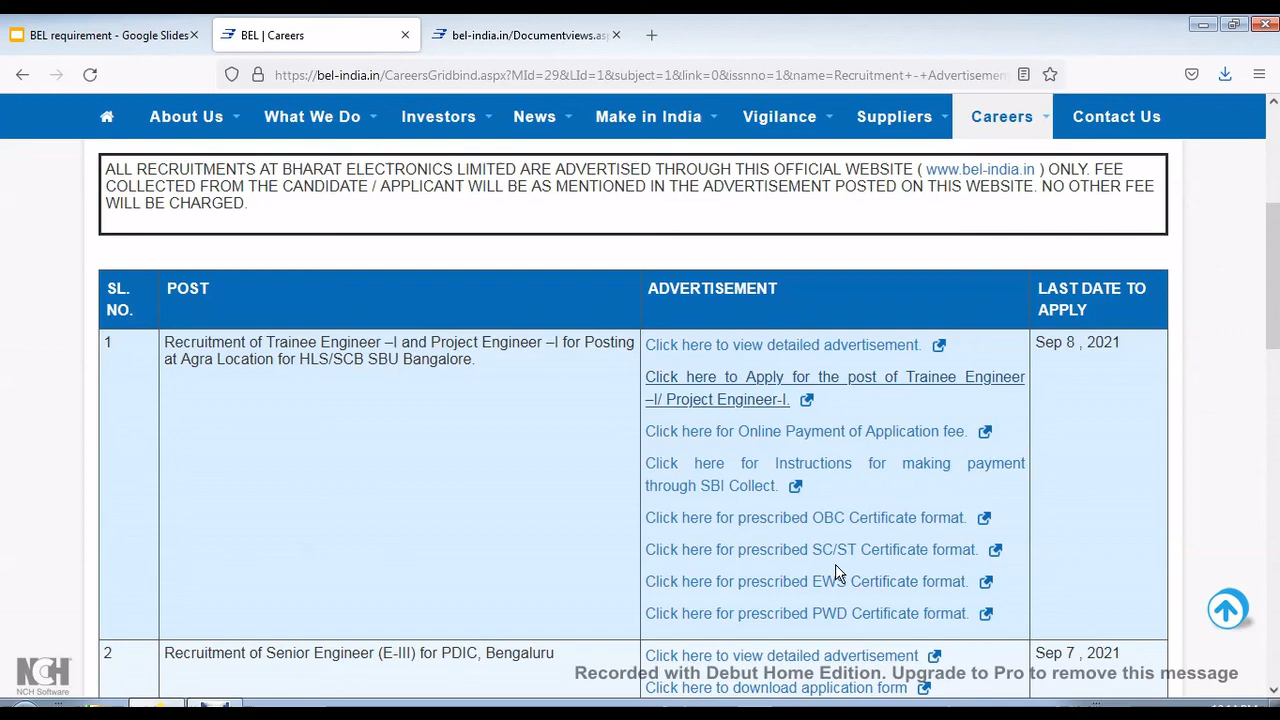 BEL requirement - Google Slides
BEL | Careers
bel-india.in/Documentviews.as
https://bel-india.in/CareersGridbind.aspx?MId=29&LId=1&subject=1&link=0&issnno=1&name=Recruitment+-+Advertisemen
About Us
What We Do
Investors
News
Make in India
Vigilance
Suppliers
Careers
Contact Us
ALL RECRUITMENTS AT BHARAT ELECTRONICS LIMITED ARE ADVERTISED THROUGH THIS OFFICIAL WEBSITE ( www.bel-india.in ) ONLY. FEE
COLLECTED FROM THE CANDIDATE / APPLICANT WILL BE AS MENTIONED IN THE ADVERTISEMENT POSTED ON THIS WEBSITE. NO OTHER FEE
WILL BE CHARGED.
SL.
NO.
POST
ADVERTISEMENT
LAST DATE TO
APPLY
1
Recruitment of Trainee Engineer –I and Project Engineer –I for Posting
at Agra Location for HLS/SCB SBU Bangalore.
Click here to view detailed advertisement.
Click here to Apply for the post of Trainee Engineer
–I/ Project Engineer-I.
Click here for Online Payment of Application fee.
Click here for Instructions for making payment
through SBI Collect.
Click here for prescribed OBC Certificate format.
Click here for prescribed SC/ST Certificate format.
Click here for prescribed EWS Certificate format.
Click here for prescribed PWD Certificate format.
Sep 8 , 2021
2
Recruitment of Senior Engineer (E-III) for PDIC, Bengaluru
Click here to view detailed advertisement
Click here to download application form
Sep 7 , 2021
NCH
NCH Software
Recorded with Debut Home Edition. Upgrade to Pro to remove this message